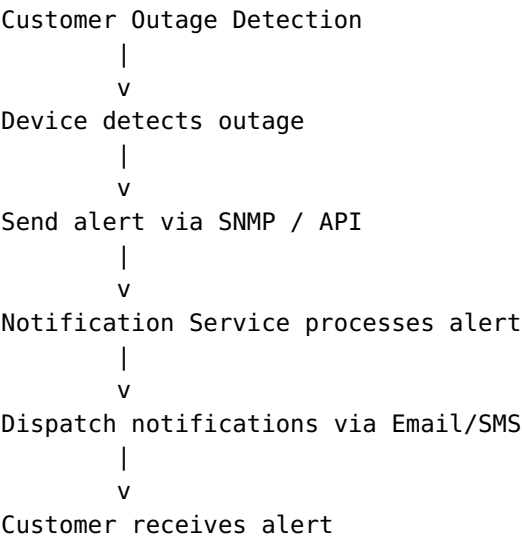 Customer Outage Detection
|
v
Device detects outage
|
v
Send alert via SNMP / API
|
v
Notification Service processes alert
|
v
Dispatch notifications via Email/SMS
|
v
Customer receives alert